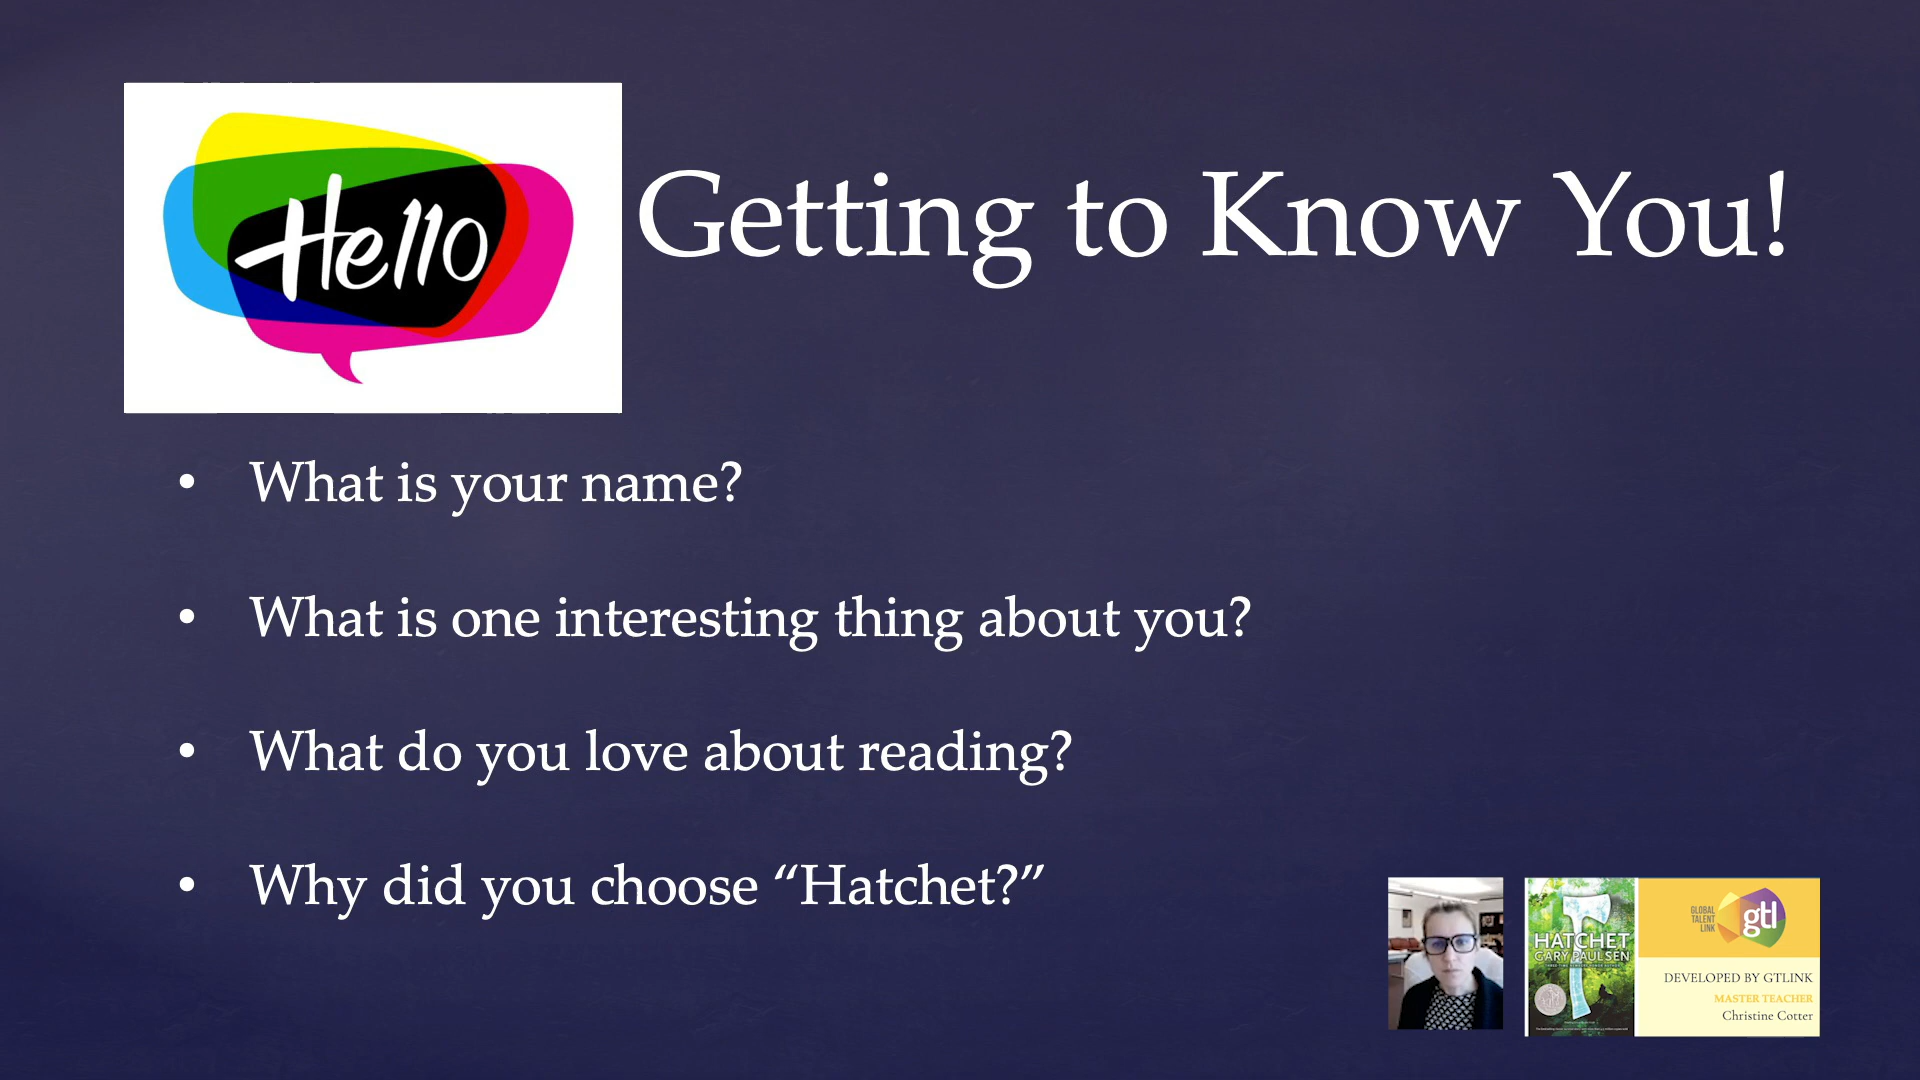 Hello
Getting to Know You!
• What is your name?
• What is one interesting thing about you?
• What do you love about reading?
• Why did you choose “Hatchet?”
HATCHET
GARY PAULSEN
GLOBAL
TALENT
LINK
gtl
DEVELOPED BY GTLINK
MASTER TEACHER
Christine Cotter